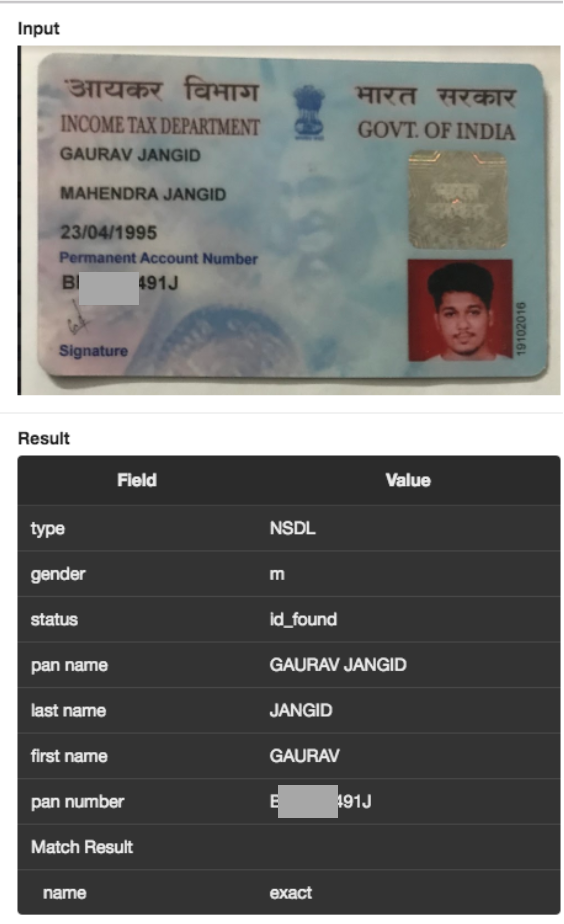 Input
आयकर विभाग भारत सरकार
INCOME TAX DEPARTMENT GOVT. OF INDIA
GAURAV JANGID
MAHENDRA JANGID
23/04/1995
Permanent Account Number
491J
Signature
19102016
Result
Field Value
type NSDL
gender m
status id_found
pan name GAURAV JANGID
last name JANGID
first name GAURAV
pan number 491J
Match Result
name exact